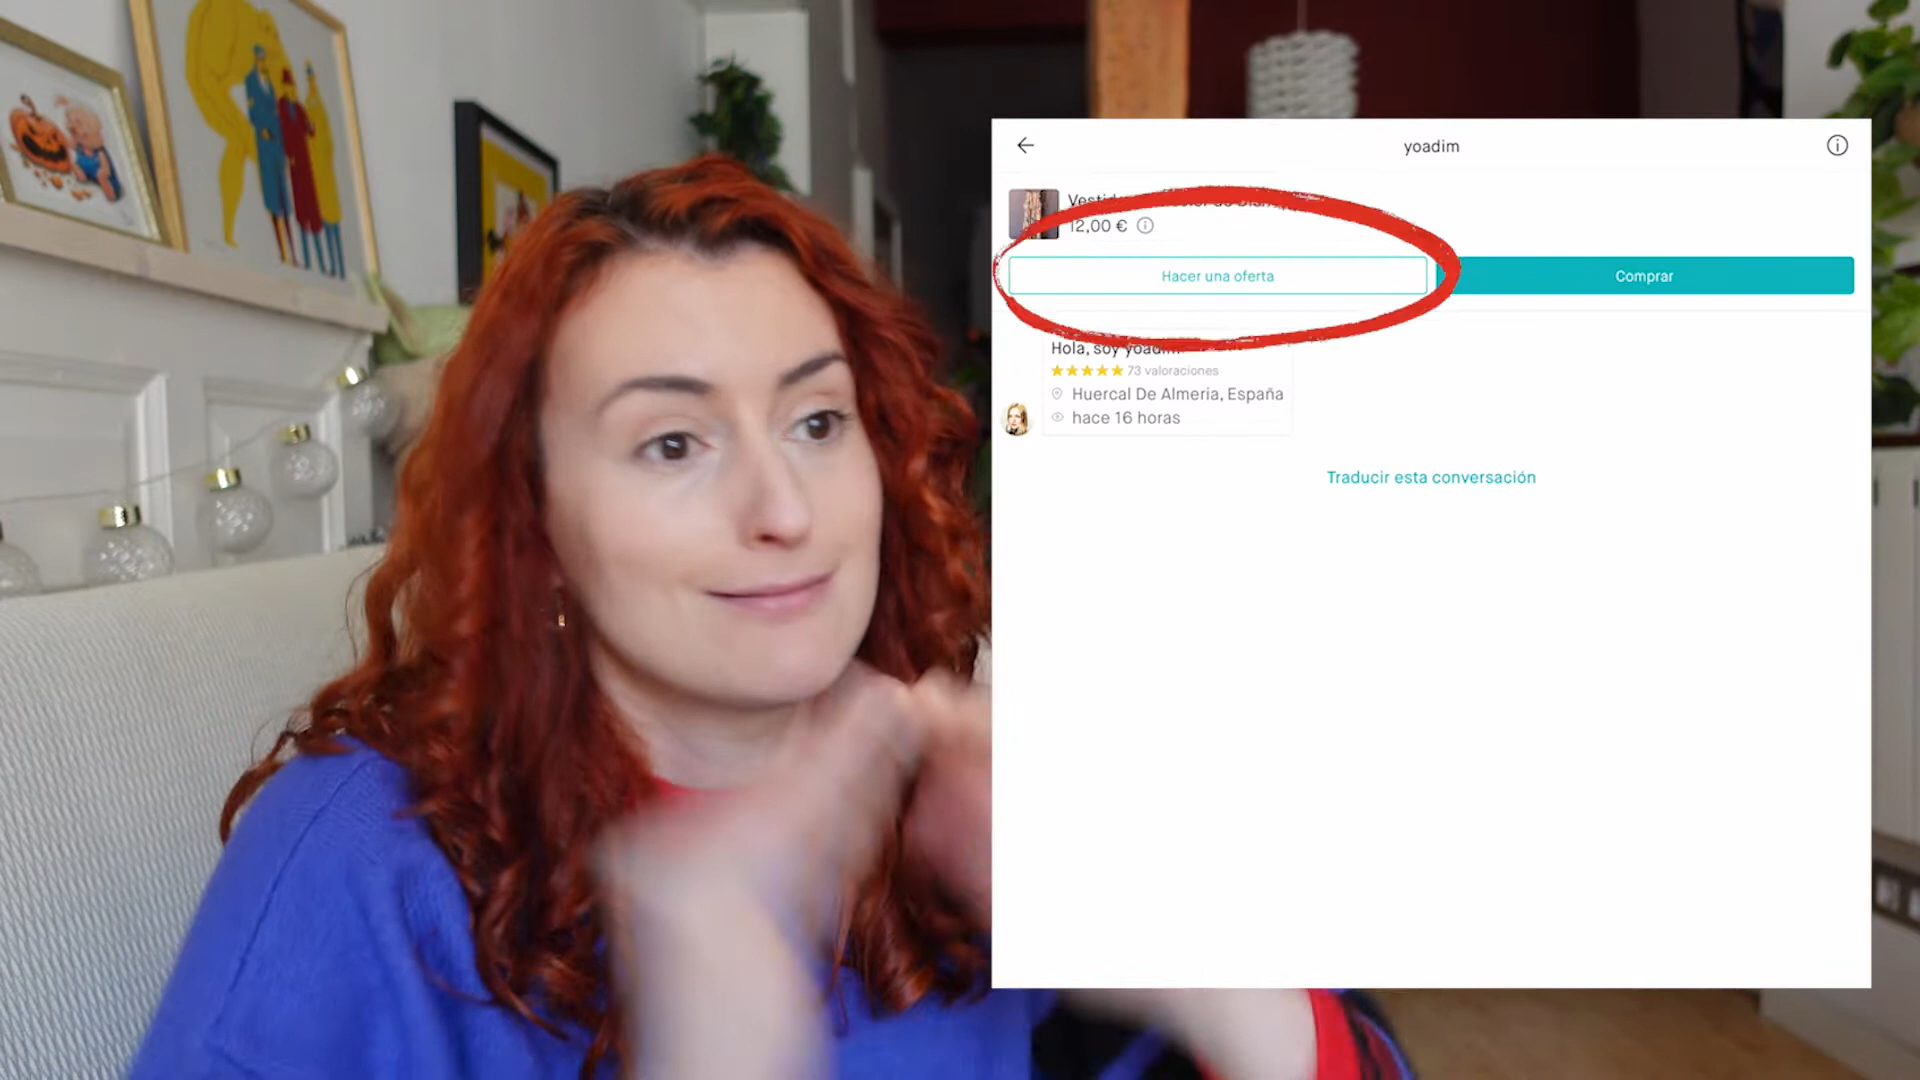 yoadim
12,00 €
Hacer una oferta
Comprar
Hola, soy yoadim
73 valoraciones
Huercal De Almeria, España
hace 16 horas
Traducir esta conversación